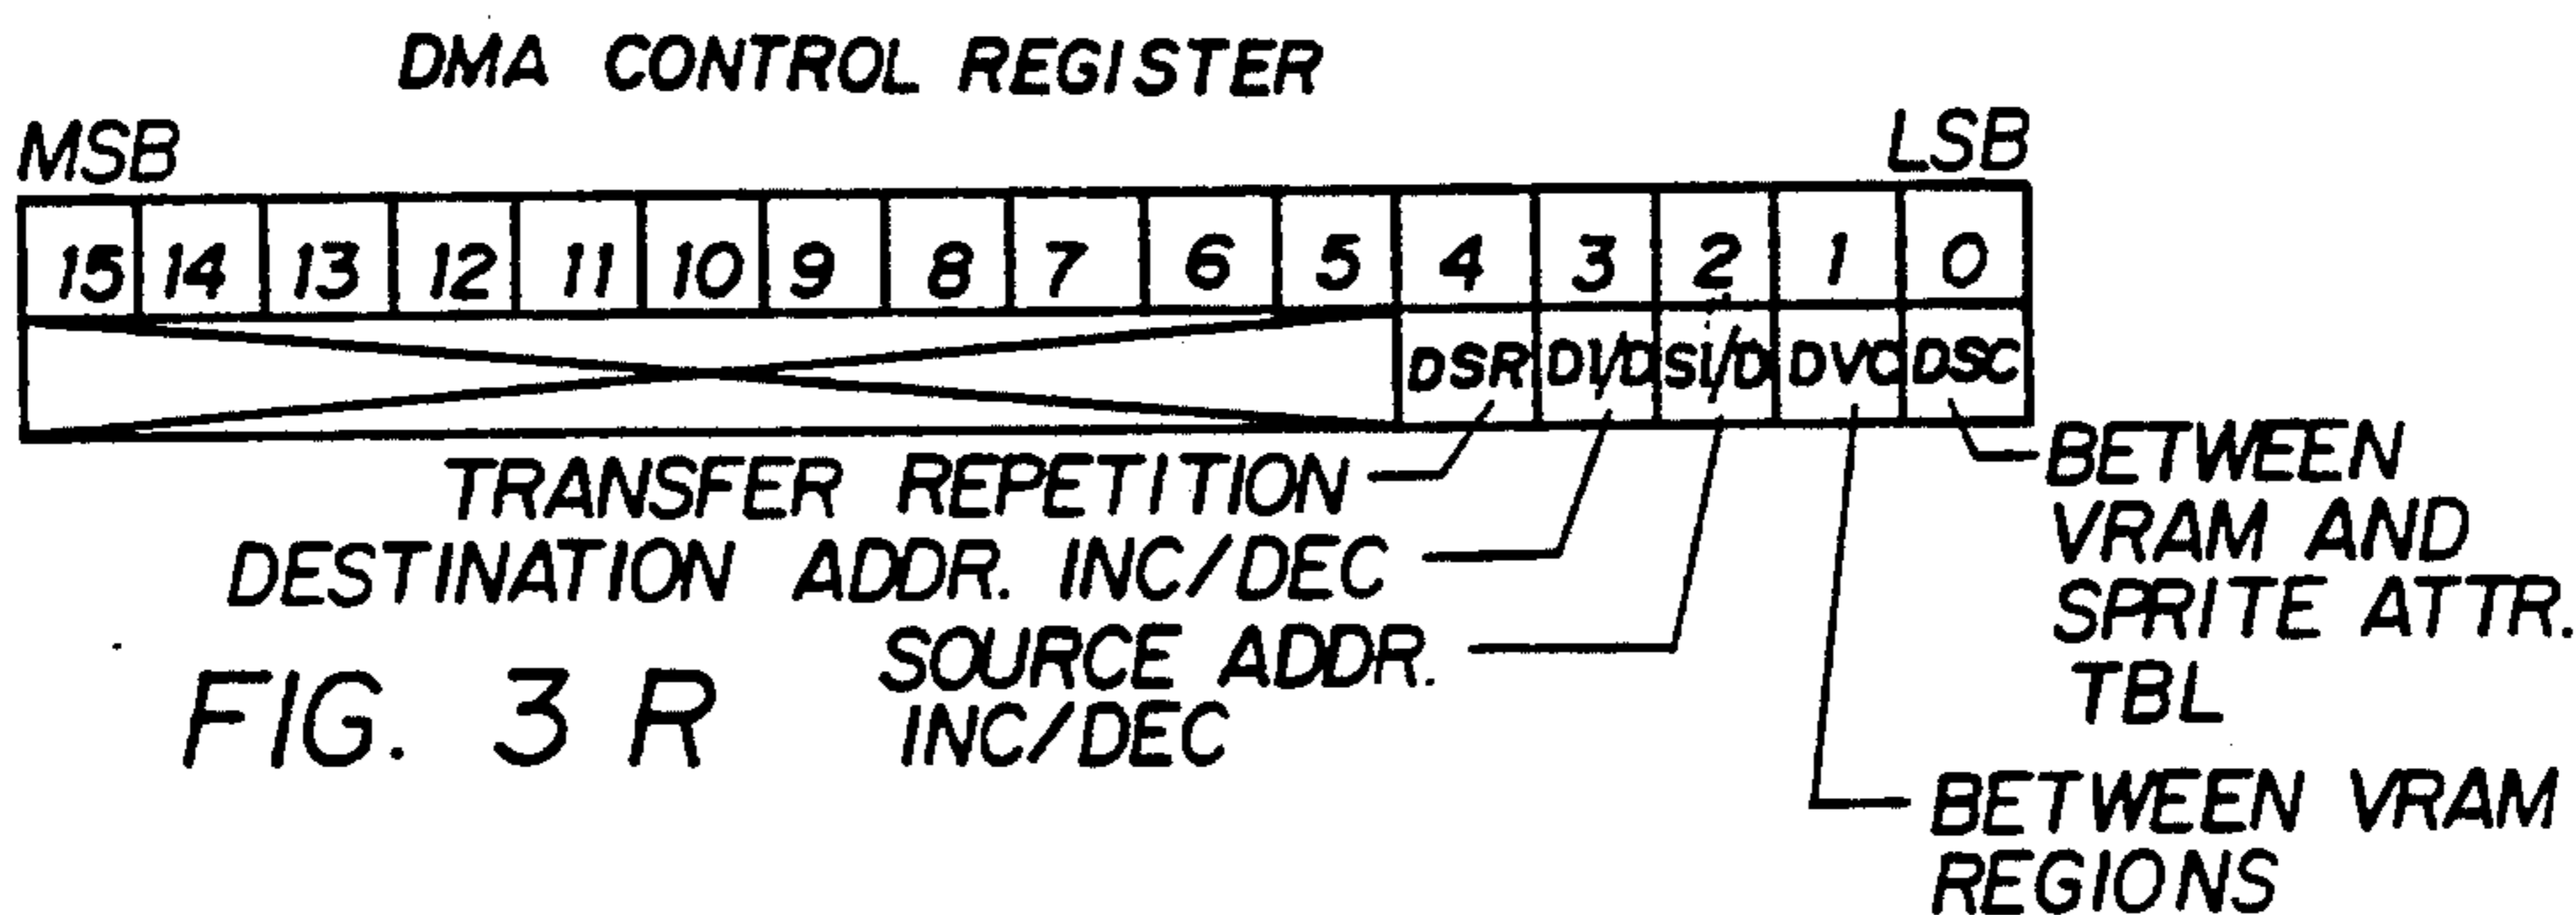 DMA CONTROL REGISTER
MSB
LSB
15 14 13 12 11 10 9 8 7 6 5 4 3 2 1 0
DSR DI/D SI/D DVC DSC
TRANSFER REPETITION
DESTINATION ADDR. INC/DEC
SOURCE ADDR.
INC/DEC
BETWEEN
VRAM AND
SPRITE ATTR.
TBL
BETWEEN VRAM
REGIONS
FIG. 3 R